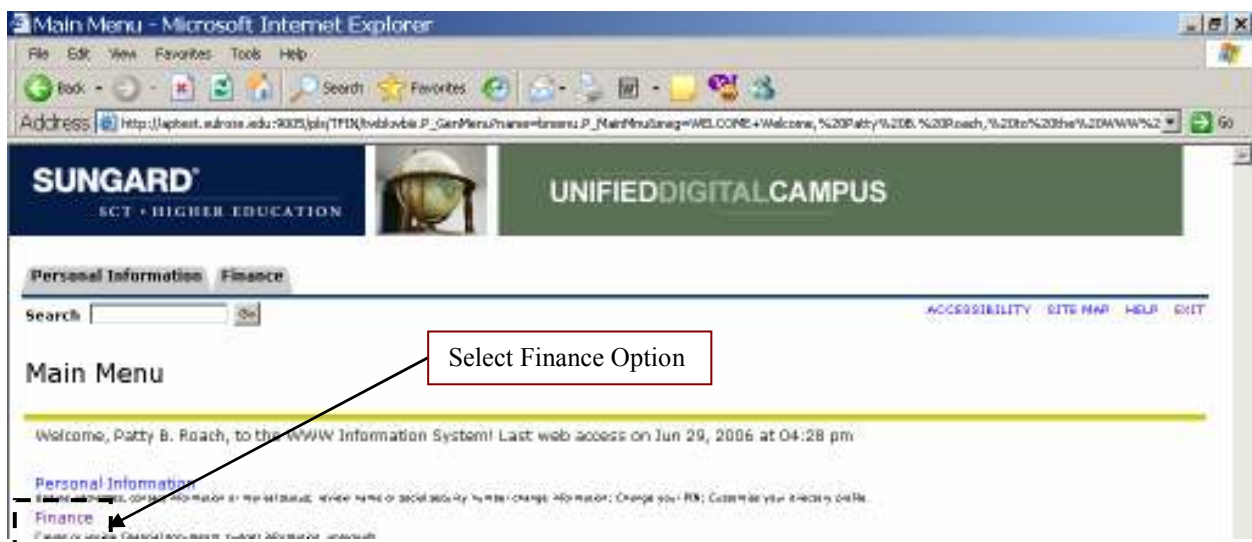 Main Menu - Microsoft Internet Explorer
File Edit View Favorites Tools Help
Back Search Favorites
Address Go
SUNGARD
SCT • HIGHER EDUCATION
UNIFIEDDIGITALCAMPUS
Personal Information Finance
Search Go
ACCESSIBILITY SITE MAP HELP EXIT
Select Finance Option
Main Menu
Welcome, Patty B. Roach, to the WWW Information System! Last web access on Jun 29, 2006 at 04:28 pm
Personal Information
Finance